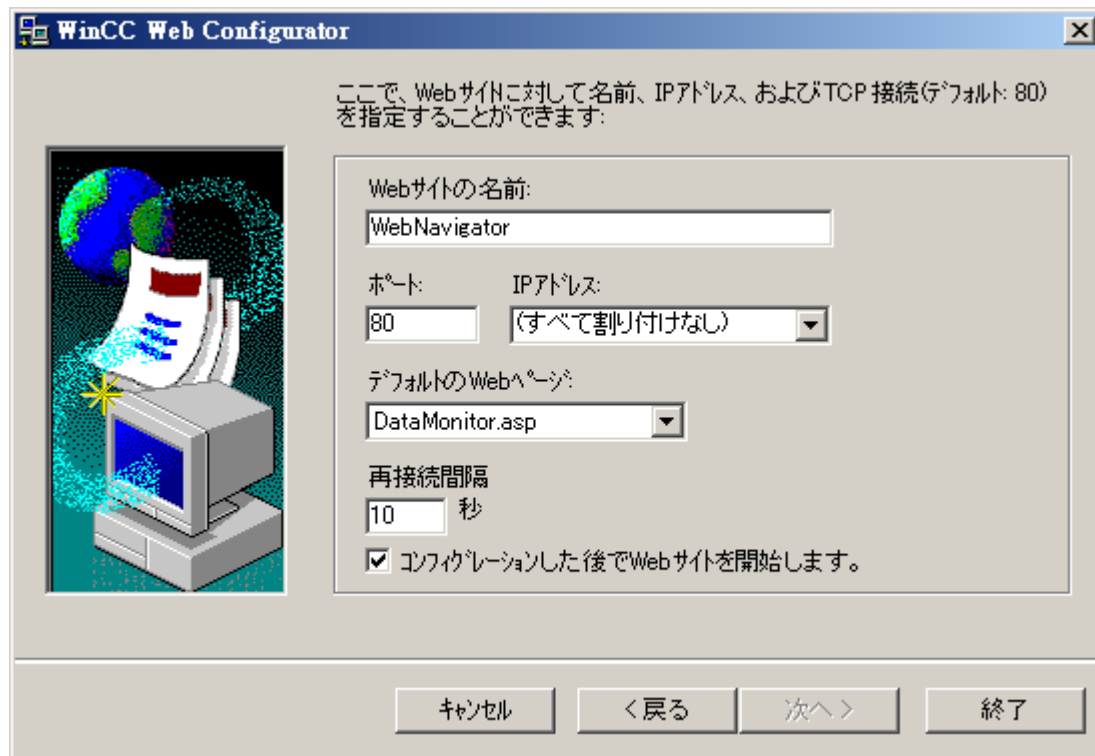 WinCC Web Configurator
ここで、Webサイトに対して名前、IPアドレス、およびTCP 接続(デフォルト: 80)
を指定することができます:
Webサイトの名前:
WebNavigator
ポート: IPアドレス:
80 (すべて割り付けなし)
デフォルトのWebページ:
DataMonitor.asp
再接続間隔
10 秒
コンフィグレーションした後でWebサイトを開始します。
キャンセル <戻る 次へ> 終了